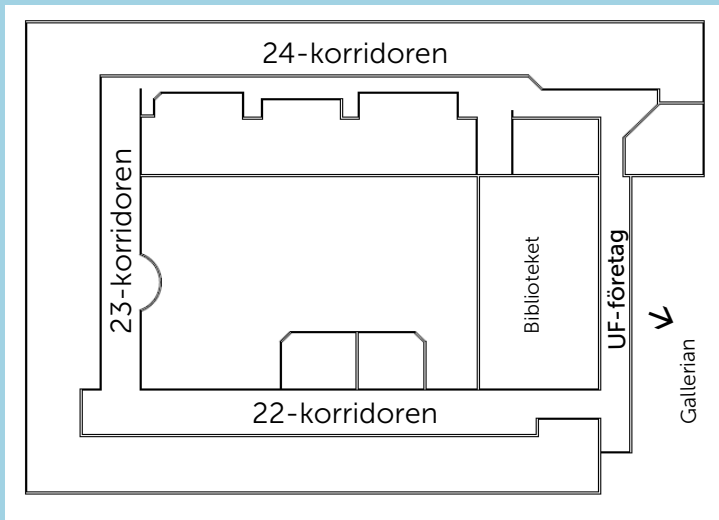 24-korridoren
23-korridoren
Biblioteket
UF-företag
Gallerian
22-korridoren